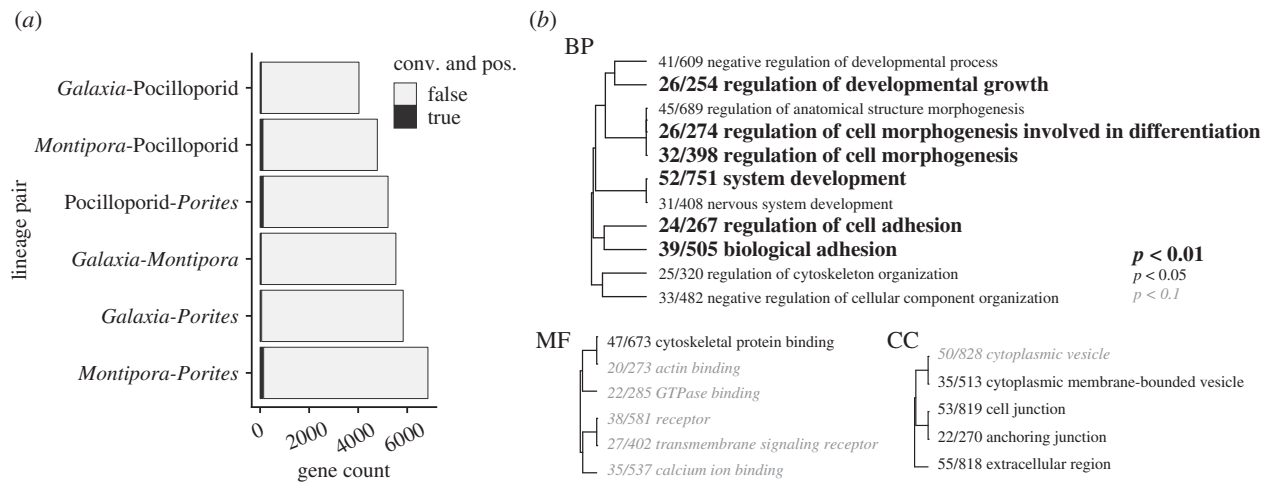 (a)
conv. and pos.
false
true
lineage pair
Galaxia-Pocilloporid
Montipora-Pocilloporid
Pocilloporid-Porites
Galaxia-Montipora
Galaxia-Porites
Montipora-Porites
0 2000 4000 6000
gene count
(b)
BP
41/609 negative regulation of developmental process
26/254 regulation of developmental growth
45/689 regulation of anatomical structure morphogenesis
26/274 regulation of cell morphogenesis involved in differentiation
32/398 regulation of cell morphogenesis
52/751 system development
31/408 nervous system development
24/267 regulation of cell adhesion
39/505 biological adhesion
25/320 regulation of cytoskeleton organization
33/482 negative regulation of cellular component organization
p < 0.01
p < 0.05
p < 0.1
MF
47/673 cytoskeletal protein binding
20/273 actin binding
22/285 GTPase binding
38/581 receptor
27/402 transmembrane signaling receptor
35/537 calcium ion binding
CC
50/828 cytoplasmic vesicle
35/513 cytoplasmic membrane-bounded vesicle
53/819 cell junction
22/270 anchoring junction
55/818 extracellular region